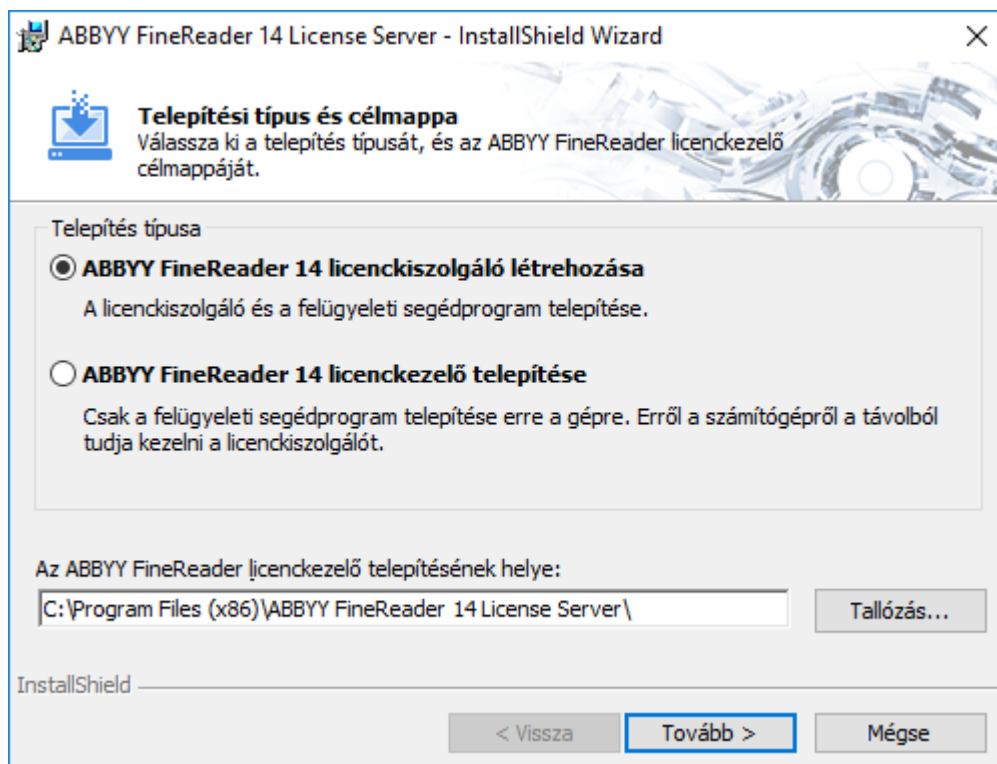 ABBYY FineReader 14 License Server - InstallShield Wizard
Telepítési típus és célmappa
Válassza ki a telepítés típusát, és az ABBYY FineReader licenckezelő
célmappáját.
Telepítés típusa
ABBYY FineReader 14 licenckiszolgáló létrehozása
A licenckiszolgáló és a felügyeleti segédprogram telepítése.
ABBYY FineReader 14 licenckezelő telepítése
Csak a felügyeleti segédprogram telepítése erre a gépre. Erről a számítógépről a távolból
tudja kezelni a licenckiszolgálót.
Az ABBYY FineReader licenckezelő telepítésének helye:
C:\Program Files (x86)\ABBYY FineReader 14 License Server\
Tallózás...
InstallShield
< Vissza
Tovább >
Mégse